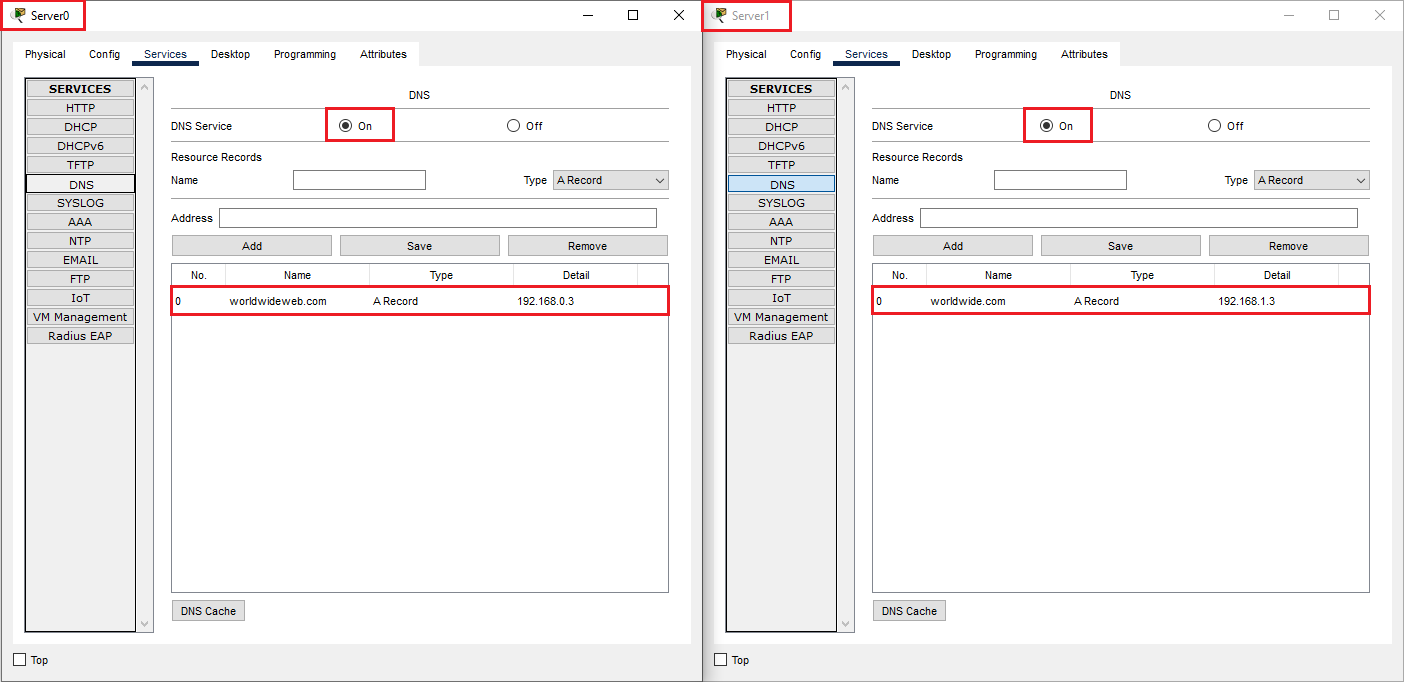 Server0
Physical Config Services Desktop Programming Attributes
SERVICES
HTTP
DHCP
DHCPv6
TFTP
DNS
SYSLOG
AAA
NTP
EMAIL
FTP
IoT
VM Management
Radius EAP
DNS
DNS Service On Off
Resource Records
Name Type A Record
Address
Add Save Remove
No. Name Type Detail
0 worldwideweb.com A Record 192.168.0.3
DNS Cache
Top
Server1
Physical Config Services Desktop Programming Attributes
SERVICES
HTTP
DHCP
DHCPv6
TFTP
DNS
SYSLOG
AAA
NTP
EMAIL
FTP
IoT
VM Management
Radius EAP
DNS
DNS Service On Off
Resource Records
Name Type A Record
Address
Add Save Remove
No. Name Type Detail
0 worldwide.com A Record 192.168.1.3
DNS Cache
Top